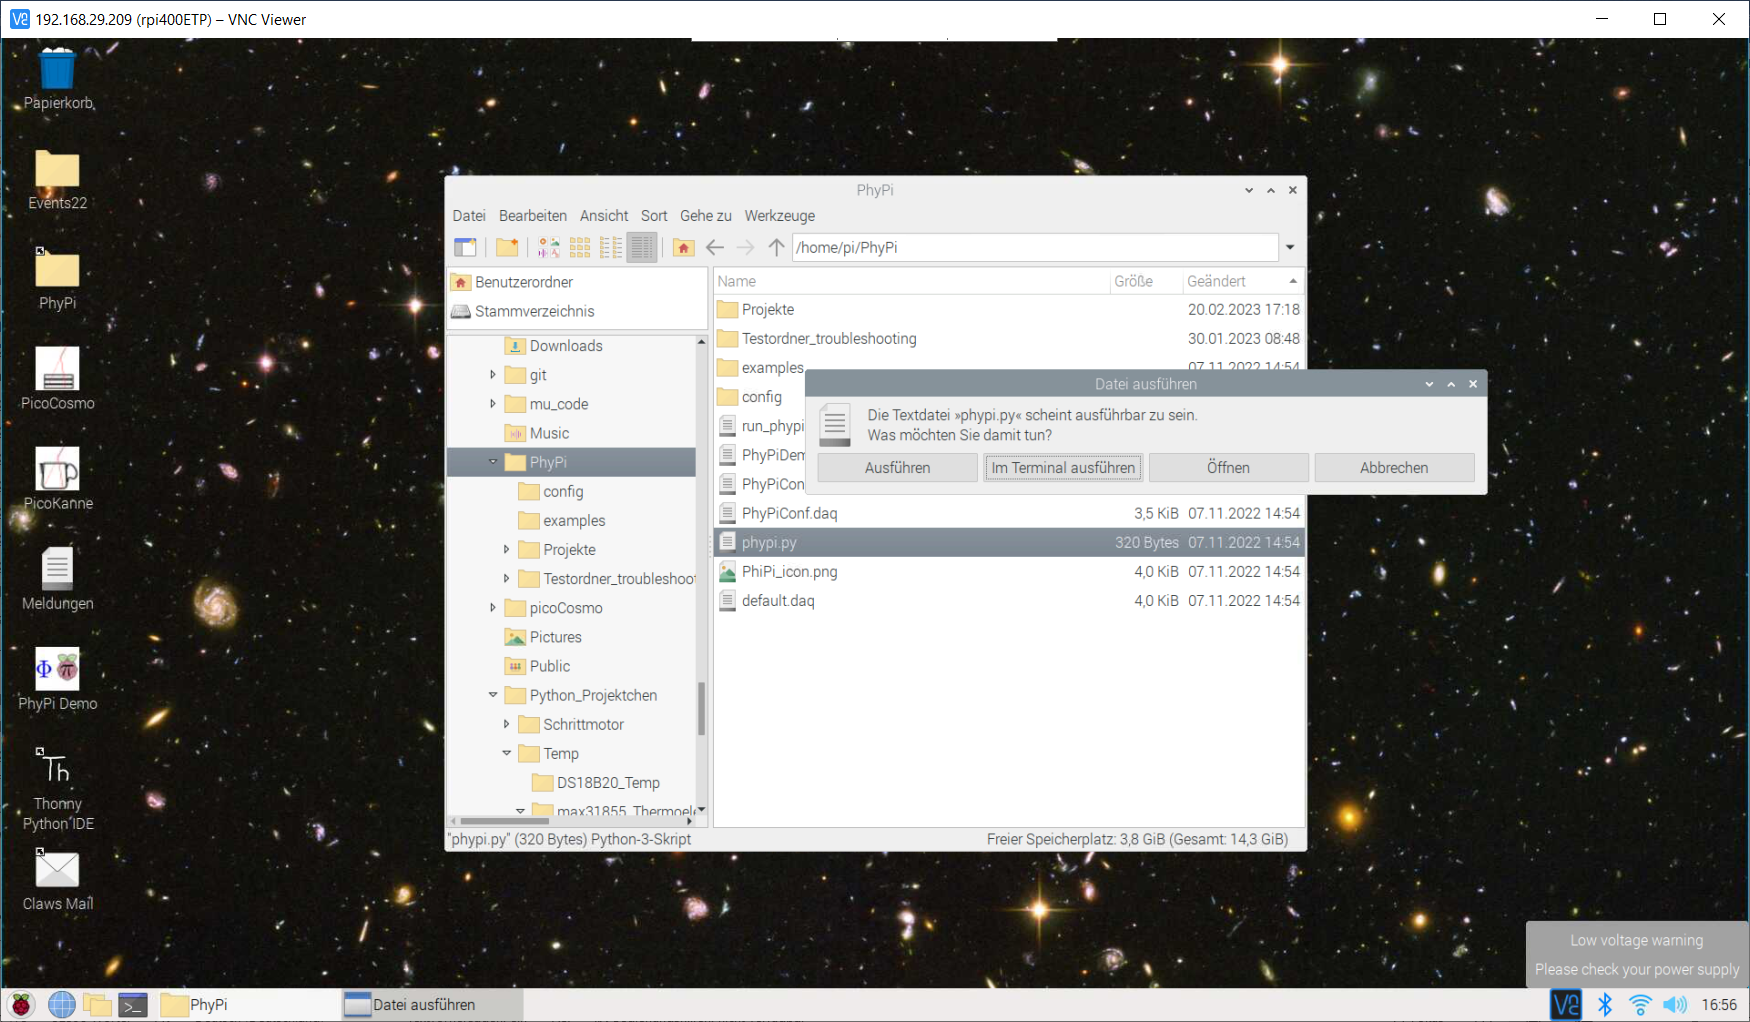 192.168.29.209 (rpi400ETP) – VNC Viewer
Papierkorb
Events22
PhyPi
PicoCosmo
PicoKanne
Meldungen
PhyPi Demo
Thonny
Python IDE
Claws Mail
PhyPi
Datei Bearbeiten Ansicht Sort Gehe zu Werkzeuge
/home/pi/PhyPi
Benutzerordner
Stammverzeichnis
Downloads
git
mu_code
Music
PhyPi
config
examples
Projekte
Testordner_troubleshoot
picoCosmo
Pictures
Public
Python_Projektchen
Schrittmotor
Temp
DS18B20_Temp
max31855_Thermoele
Name Größe Geändert
Projekte 20.02.2023 17:18
Testordner_troubleshooting 30.01.2023 08:48
examples 07.11.2022 14:54
config
run_phypi
PhyPiDem
PhyPiCon
PhyPiConf.daq 3,5 KiB 07.11.2022 14:54
phypi.py 320 Bytes 07.11.2022 14:54
PhiPi_icon.png 4,0 KiB 07.11.2022 14:54
default.daq 4,0 KiB 07.11.2022 14:54
"phypi.py" (320 Bytes) Python-3-Skript Freier Speicherplatz: 3,8 GiB (Gesamt: 14,3 GiB)
Datei ausführen
Die Textdatei »phypi.py« scheint ausführbar zu sein.
Was möchten Sie damit tun?
Ausführen Im Terminal ausführen Öffnen Abbrechen
Low voltage warning
Please check your power supply
PhyPi Datei ausführen 16:56